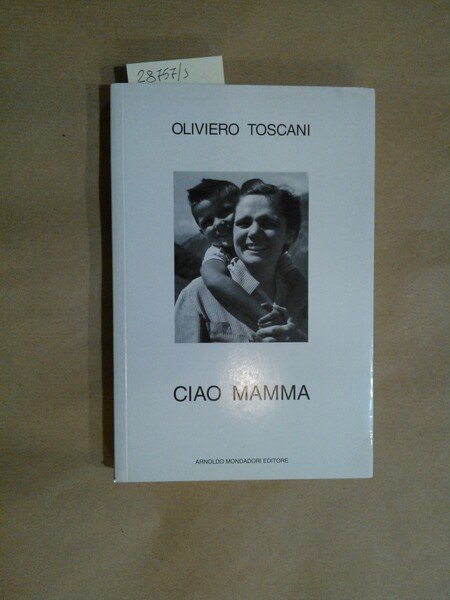 28757/s
OLIVIERO TOSCANI
CIAO MAMMA
ARNOLDO MONDADORI EDITORE